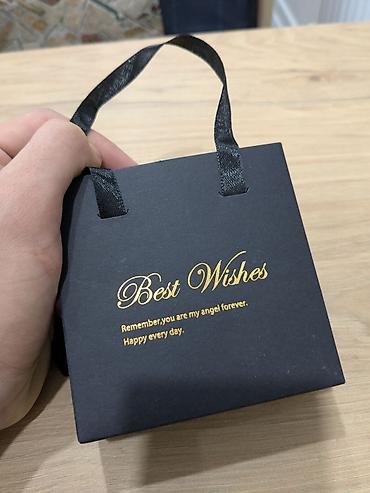 Best Wishes
Remember,you are my angel forever.
Happy every day.